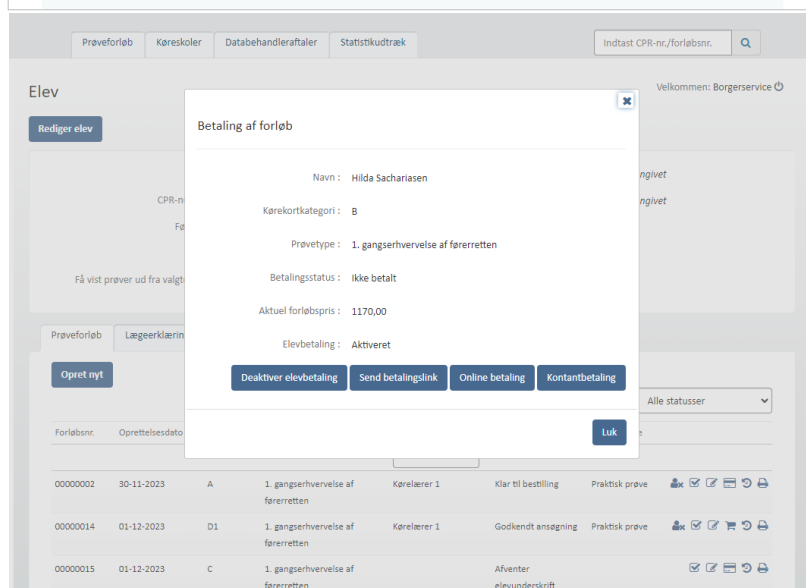 Prøveforløb Køreskoler Databehandleraftaler Statistikudtræk Indtast CPR-nr./forløbsnr.
Elev
Velkommen: Borgerservice
Rediger elev
Betaling af forløb
Navn : Hilda Sachariasen
ngivet
CPR-n
ngivet
Kørekortkategori : B
Fø
Prøvetype : 1. gangserhvervelse af førerretten
Få vist prøver ud fra valgt
Betalingsstatus : Ikke betalt
Aktuel forløbspris : 1170,00
Prøveforløb Lægeerklærin
Elevbetaling : Aktiveret
Opret nyt
Deaktiver elevbetaling Send betalingslink Online betaling Kontantbetaling
Alle statusser
Luk
Forløbsnr. Oprettelsesdato
00000002 30-11-2023 A 1. gangserhvervelse af Kørelærer 1 Klar til bestilling Praktisk prøve
førerretten
00000014 01-12-2023 D1 1. gangserhvervelse af Kørelærer 1 Godkendt ansøgning Praktisk prøve
førerretten
00000015 01-12-2023 C 1. gangserhvervelse af Afventer
førerretten elevunderskrift